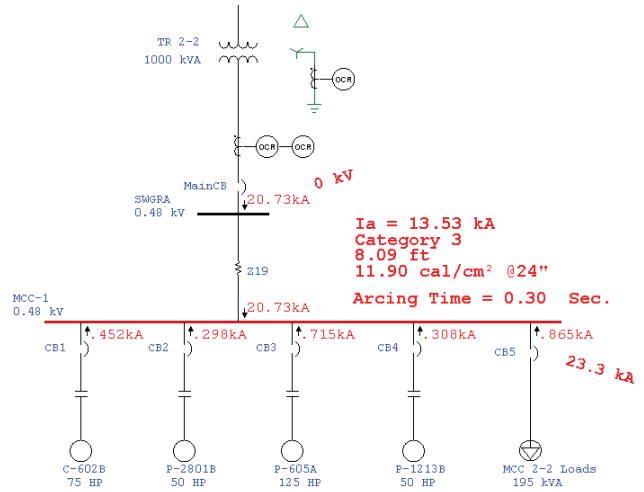 TR 2-2
1000 kVA
OCR
OCR
OCR
MainCB
0 kV
SWGRA
0.48 kV
20.73kA
Ia = 13.53 kA
Category 3
8.09 ft
11.90 cal/cm² @24"
Arcing Time = 0.30 Sec.
Z19
MCC-1
0.48 kV
20.73kA
.452kA
.298kA
.715kA
.308kA
.865kA
CB1
CB2
CB3
CB4
CB5
23.3 kA
C-602B
75 HP
P-2801B
50 HP
P-605A
125 HP
P-1213B
50 HP
MCC 2-2 Loads
195 kVA